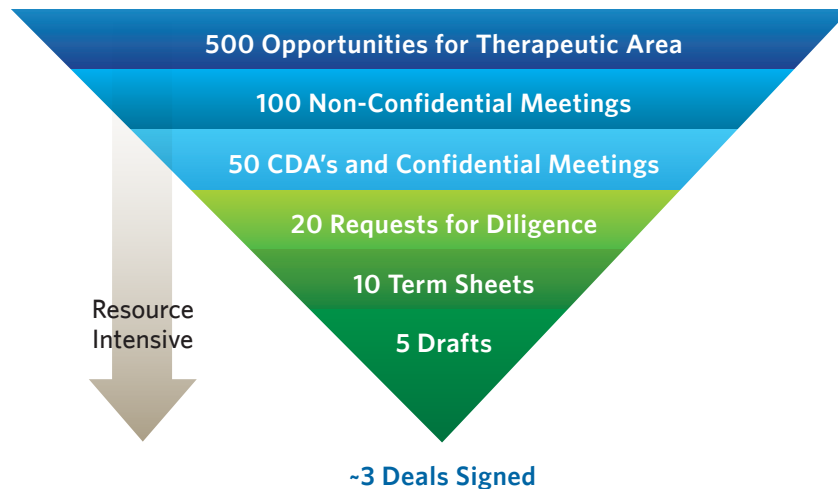 500 Opportunities for Therapeutic Area
100 Non-Confidential Meetings
50 CDA's and Confidential Meetings
20 Requests for Diligence
10 Term Sheets
Resource
Intensive
5 Drafts
~3 Deals Signed